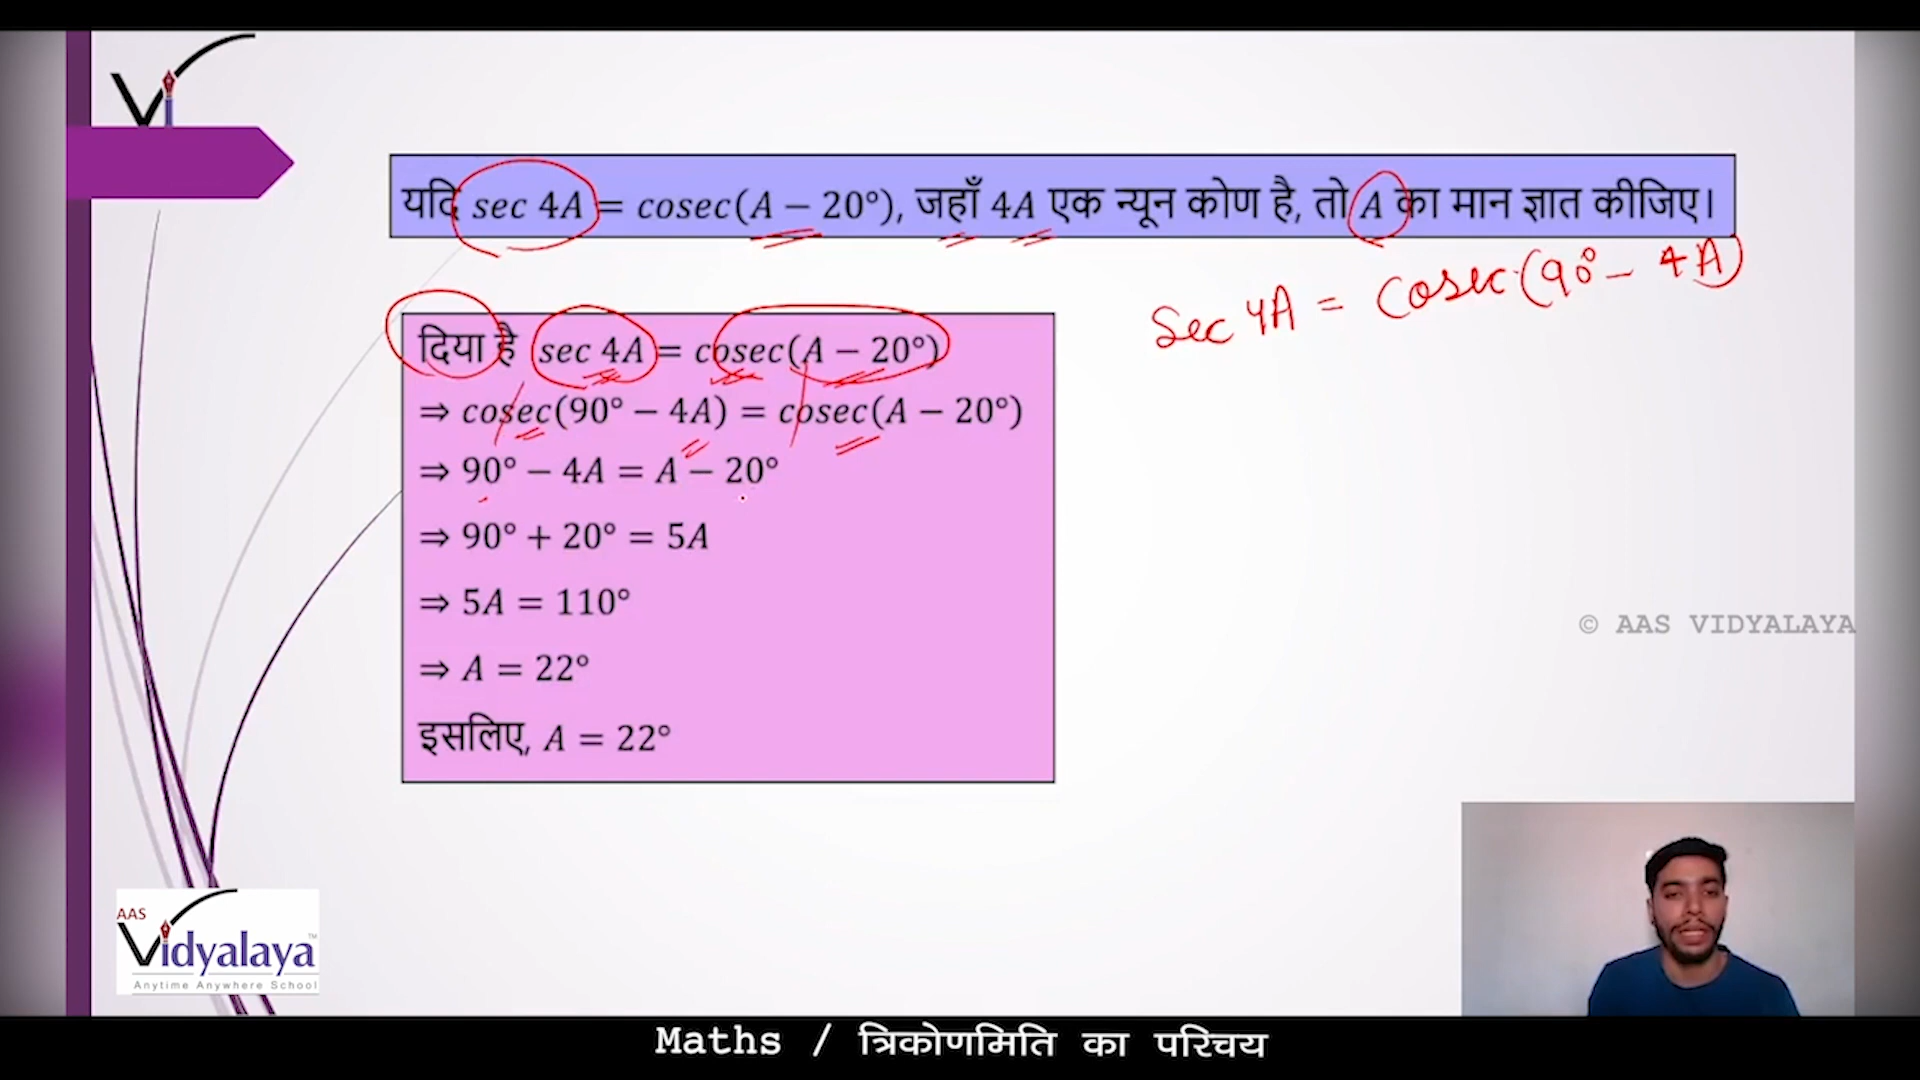 यदि sec 4A = cosec(A − 20°), जहाँ 4A एक न्यून कोण है, तो A का मान ज्ञात कीजिए।
sec 4A = cosec(90° − 4A)
दिया है sec 4A = cosec(A − 20°)
⇒ cosec(90° − 4A) = cosec(A − 20°)
⇒ 90° − 4A = A − 20°
⇒ 90° + 20° = 5A
⇒ 5A = 110°
⇒ A = 22°
इसलिए, A = 22°
© AAS VIDYALAYA
AAS
Vidyalaya™
Anytime Anywhere School
Maths / त्रिकोणमिति का परिचय